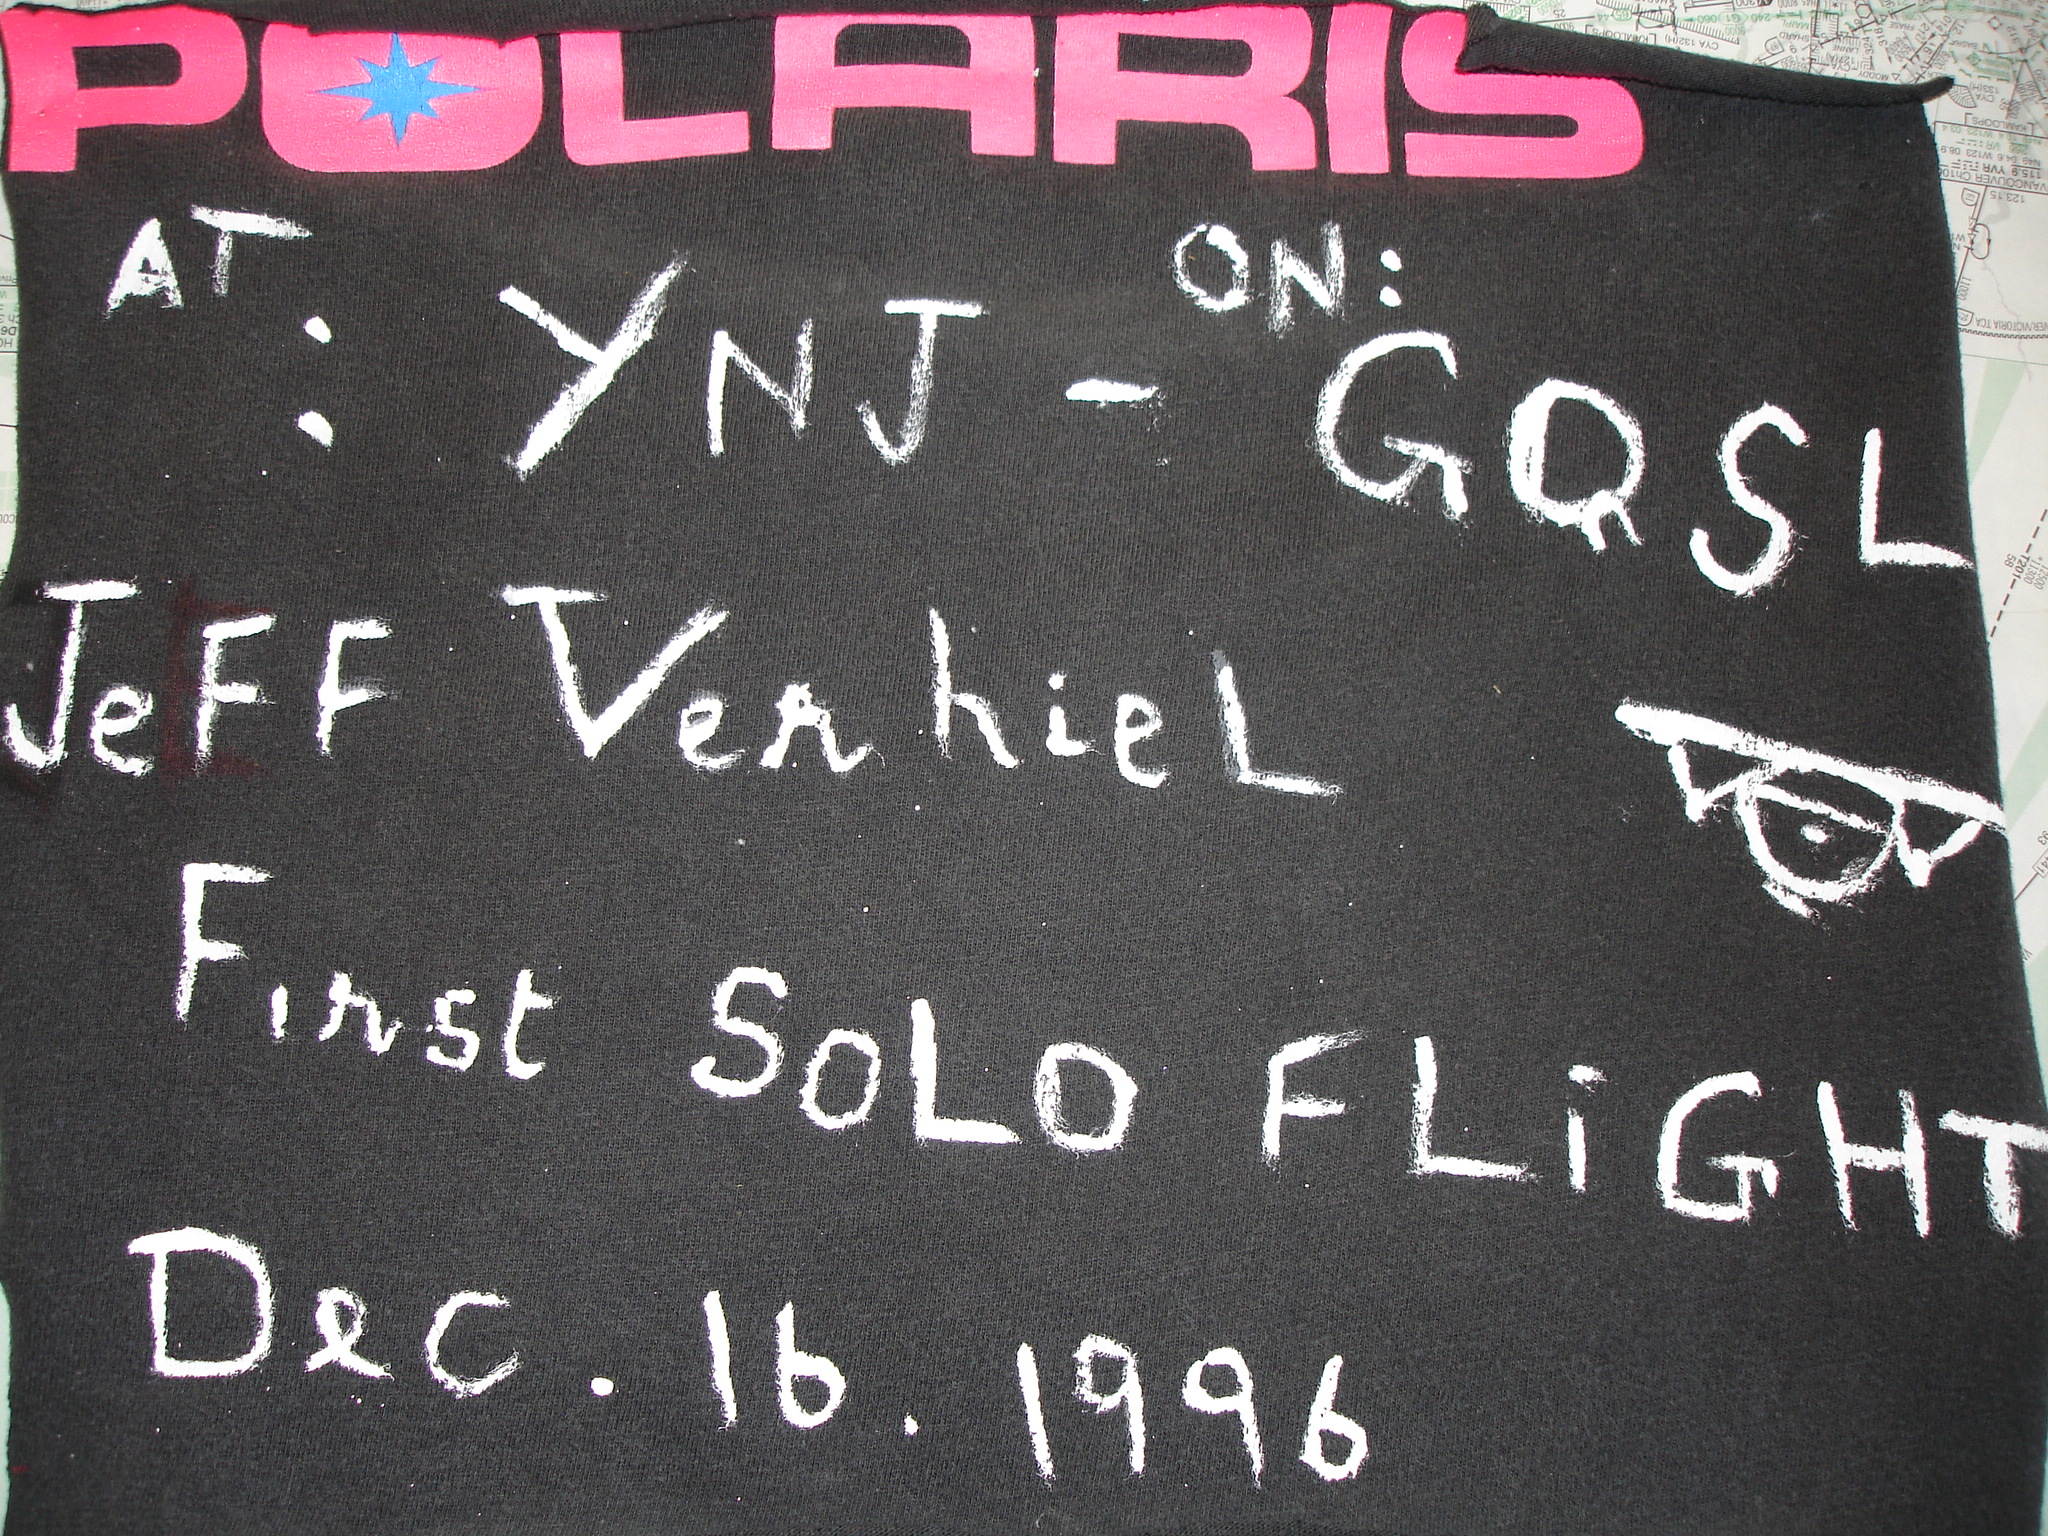 POLARIS
AT: YNJ - ON: GQSL
JeFF VerhieL
First SoLO FLiGHT
Dec. 16. 1996